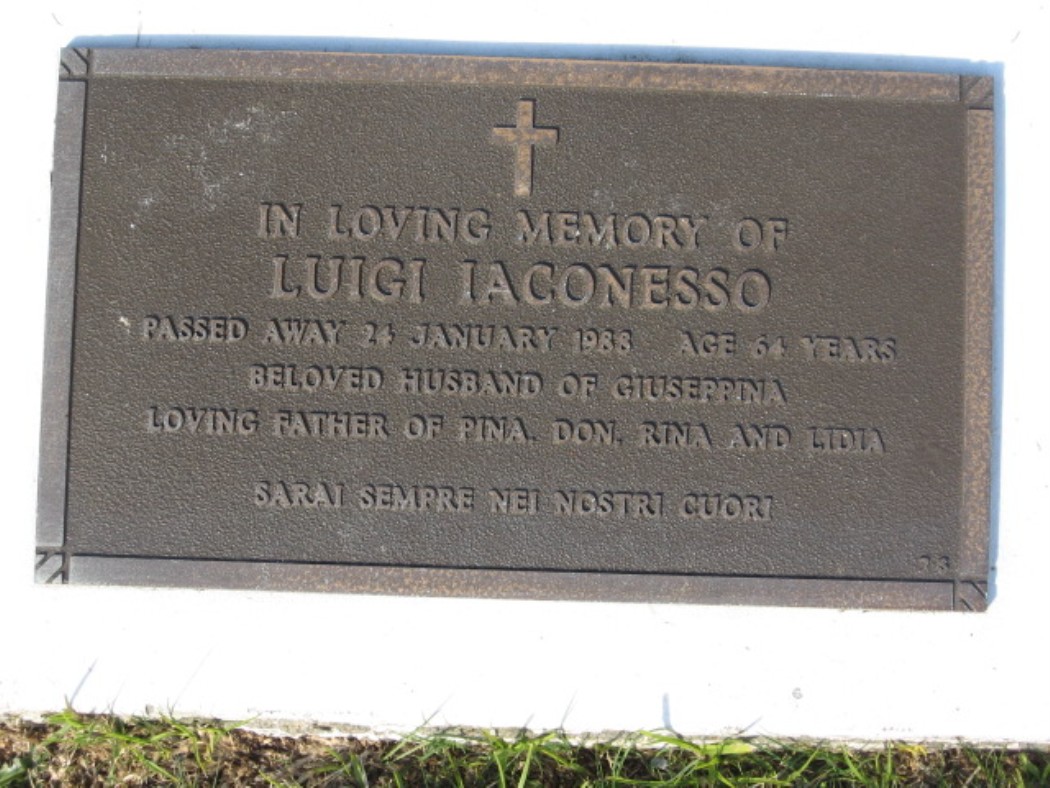 IN LOVING MEMORY OF
LUIGI IACONESSO
PASSED AWAY 24 JANUARY 1988 AGE 64 YEARS
BELOVED HUSBAND OF GIUSEPPINA
LOVING FATHER OF PINA, DON, RINA AND LIDIA
SARAI SEMPRE NEI NOSTRI CUORI